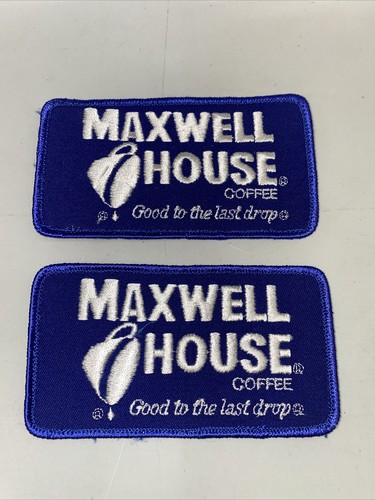 MAXWELL
HOUSE®
COFFEE
® Good to the last drop®
MAXWELL
HOUSE®
COFFEE
® Good to the last drop®